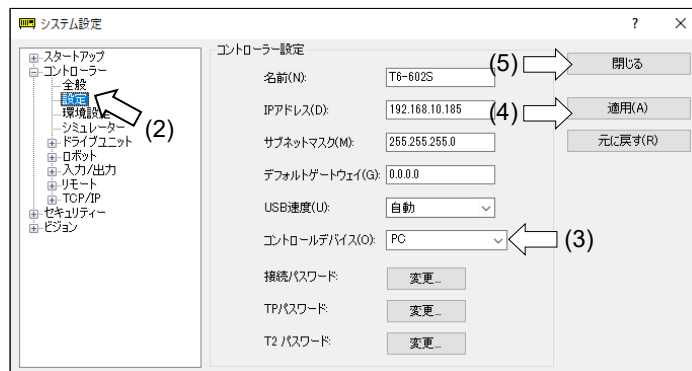 システム設定
? ×
スタートアップ
コントローラー
全般
設定
環境設定
シミュレーター
ドライブユニット
ロボット
入力/出力
リモート
TCP/IP
セキュリティー
ビジョン
(2)
コントローラー設定
名前(N): T6-602S
IPアドレス(D): 192.168.10.185
サブネットマスク(M): 255.255.255.0
デフォルトゲートウェイ(G): 0.0.0.0
USB速度(U): 自動
コントロールデバイス(O): PC
(3)
接続パスワード: 変更...
TPパスワード: 変更...
T2 パスワード: 変更...
(5) 閉じる
(4) 適用(A)
元に戻す(R)